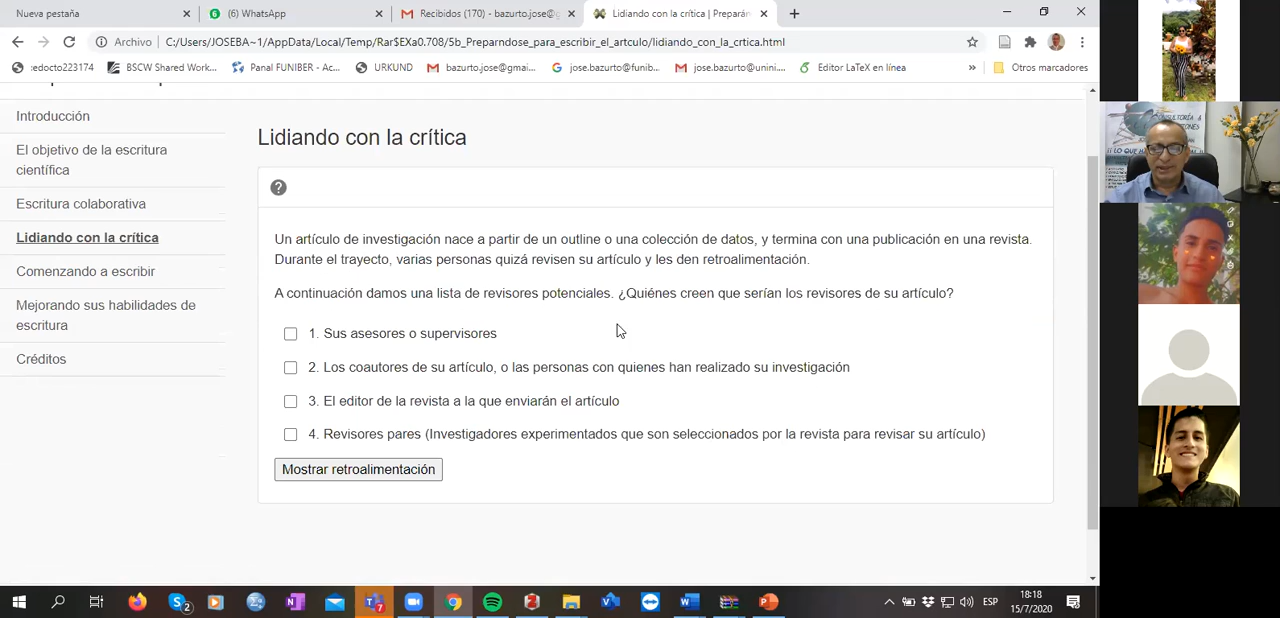 Nueva pestaña
(6) WhatsApp
Recibidos (170) - bazurto.jose@g
Lidiando con la crítica | Preparán
Archivo
C:/Users/JOSEBA~1/AppData/Local/Temp/Rar$EXa0.708/5b_Preparndose_para_escribir_el_artculo/lidiando_con_la_crtica.html
:edocto223174
BSCW Shared Work...
Panal FUNIBER - Ac...
URKUND
bazurto.jose@gmai...
jose.bazurto@funib...
jose.bazurto@unini...
Editor LaTeX en línea
»
Otros marcadores
Introducción
El objetivo de la escritura
científica
Escritura colaborativa
Lidiando con la crítica
Comenzando a escribir
Mejorando sus habilidades de
escritura
Créditos
Lidiando con la crítica
?
Un artículo de investigación nace a partir de un outline o una colección de datos, y termina con una publicación en una revista.
Durante el trayecto, varias personas quizá revisen su artículo y les den retroalimentación.
A continuación damos una lista de revisores potenciales. ¿Quiénes creen que serían los revisores de su artículo?
1. Sus asesores o supervisores
2. Los coautores de su artículo, o las personas con quienes han realizado su investigación
3. El editor de la revista a la que enviarán el artículo
4. Revisores pares (Investigadores experimentados que son seleccionados por la revista para revisar su artículo)
Mostrar retroalimentación
ESP
18:18
15/7/2020